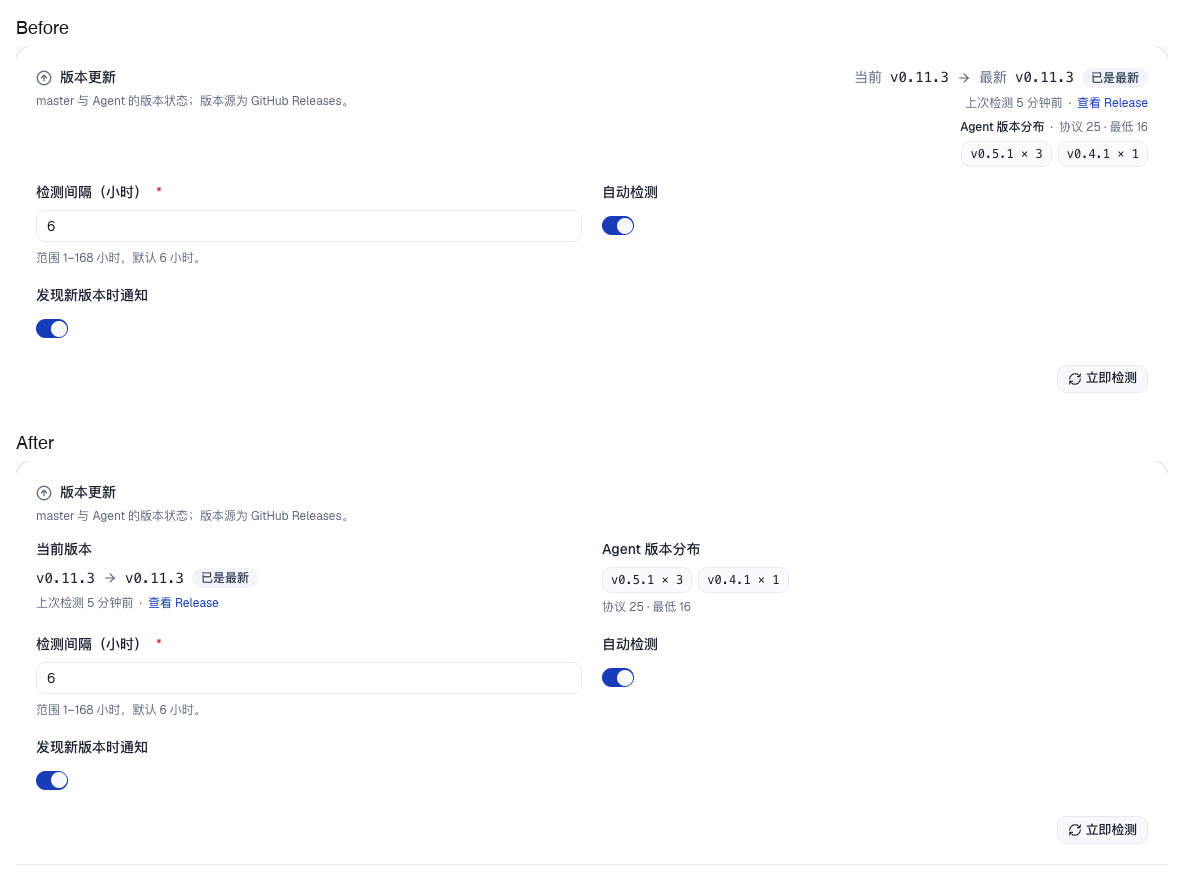 Before
版本更新
master 与 Agent 的版本状态；版本源为 GitHub Releases。
当前 v0.11.3 → 最新 v0.11.3 已是最新
上次检测 5 分钟前 · 查看 Release
Agent 版本分布 · 协议 25 · 最低 16
v0.5.1 × 3 v0.4.1 × 1
检测间隔（小时） *
6
范围 1–168 小时，默认 6 小时。
自动检测
发现新版本时通知
立即检测
After
版本更新
master 与 Agent 的版本状态；版本源为 GitHub Releases。
当前版本
v0.11.3 → v0.11.3 已是最新
上次检测 5 分钟前 · 查看 Release
Agent 版本分布
v0.5.1 × 3 v0.4.1 × 1
协议 25 · 最低 16
检测间隔（小时） *
6
范围 1–168 小时，默认 6 小时。
自动检测
发现新版本时通知
立即检测